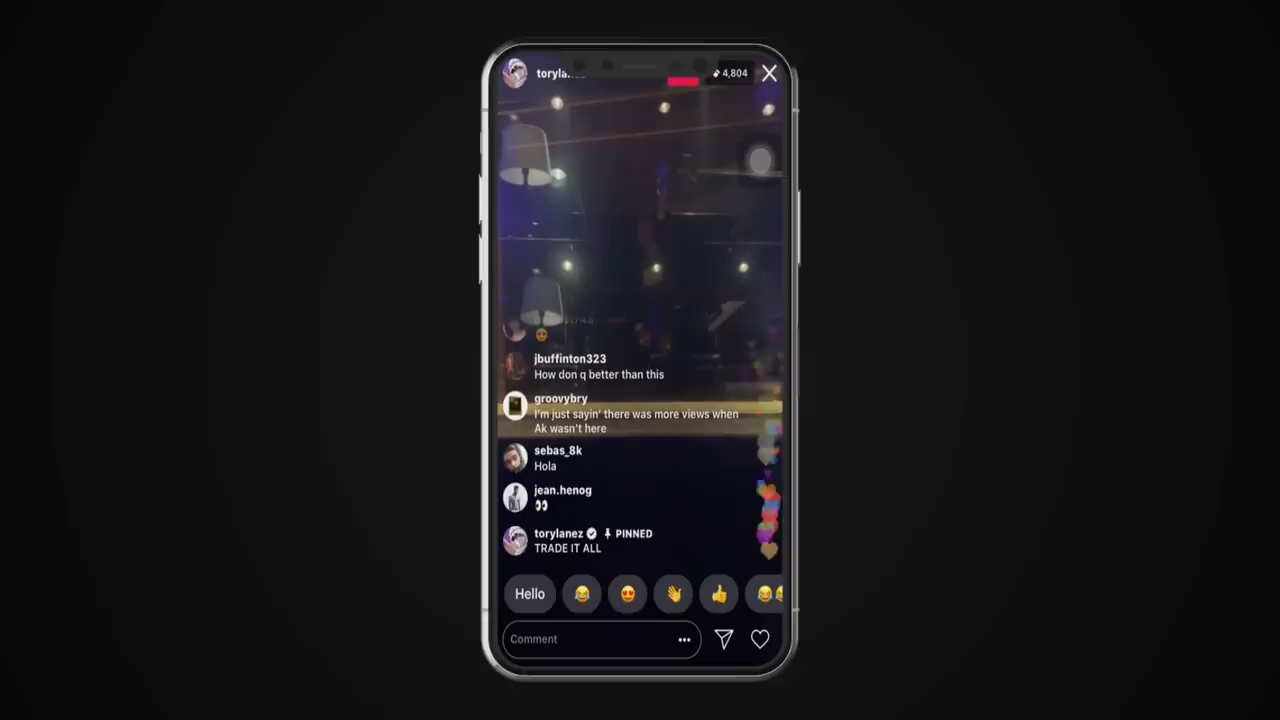 4,804
jbuffinton323
How don q better than this
groovybry
I'm just sayin' there was more views when
Ak wasn't here
sebas_8k
Hola
jean.henog
torylanez PINNED
TRADE IT ALL
Hello
Comment